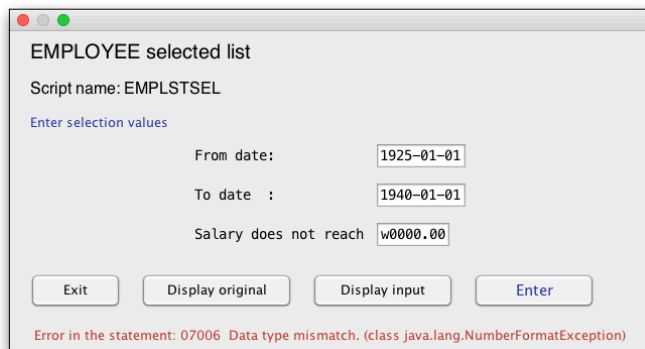 EMPLOYEE selected list
Script name: EMPLSTSEL
Enter selection values
From date: 1925-01-01
To date : 1940-01-01
Salary does not reach w0000.00
Exit Display original Display input Enter
Error in the statement: 07006 Data type mismatch. (class java.lang.NumberFormatException)